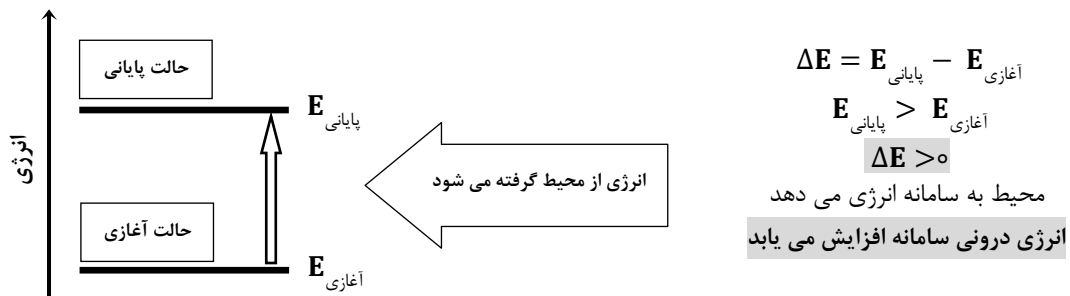 انرژی
حالت پایانی
E پایانی
انرژی از محیط گرفته می شود
حالت آغازی
E آغازی
ΔE = E پایانی − E آغازی
E پایانی > E آغازی
ΔE >∘
محیط به سامانه انرژی می دهد
انرژی درونی سامانه افزایش می یابد